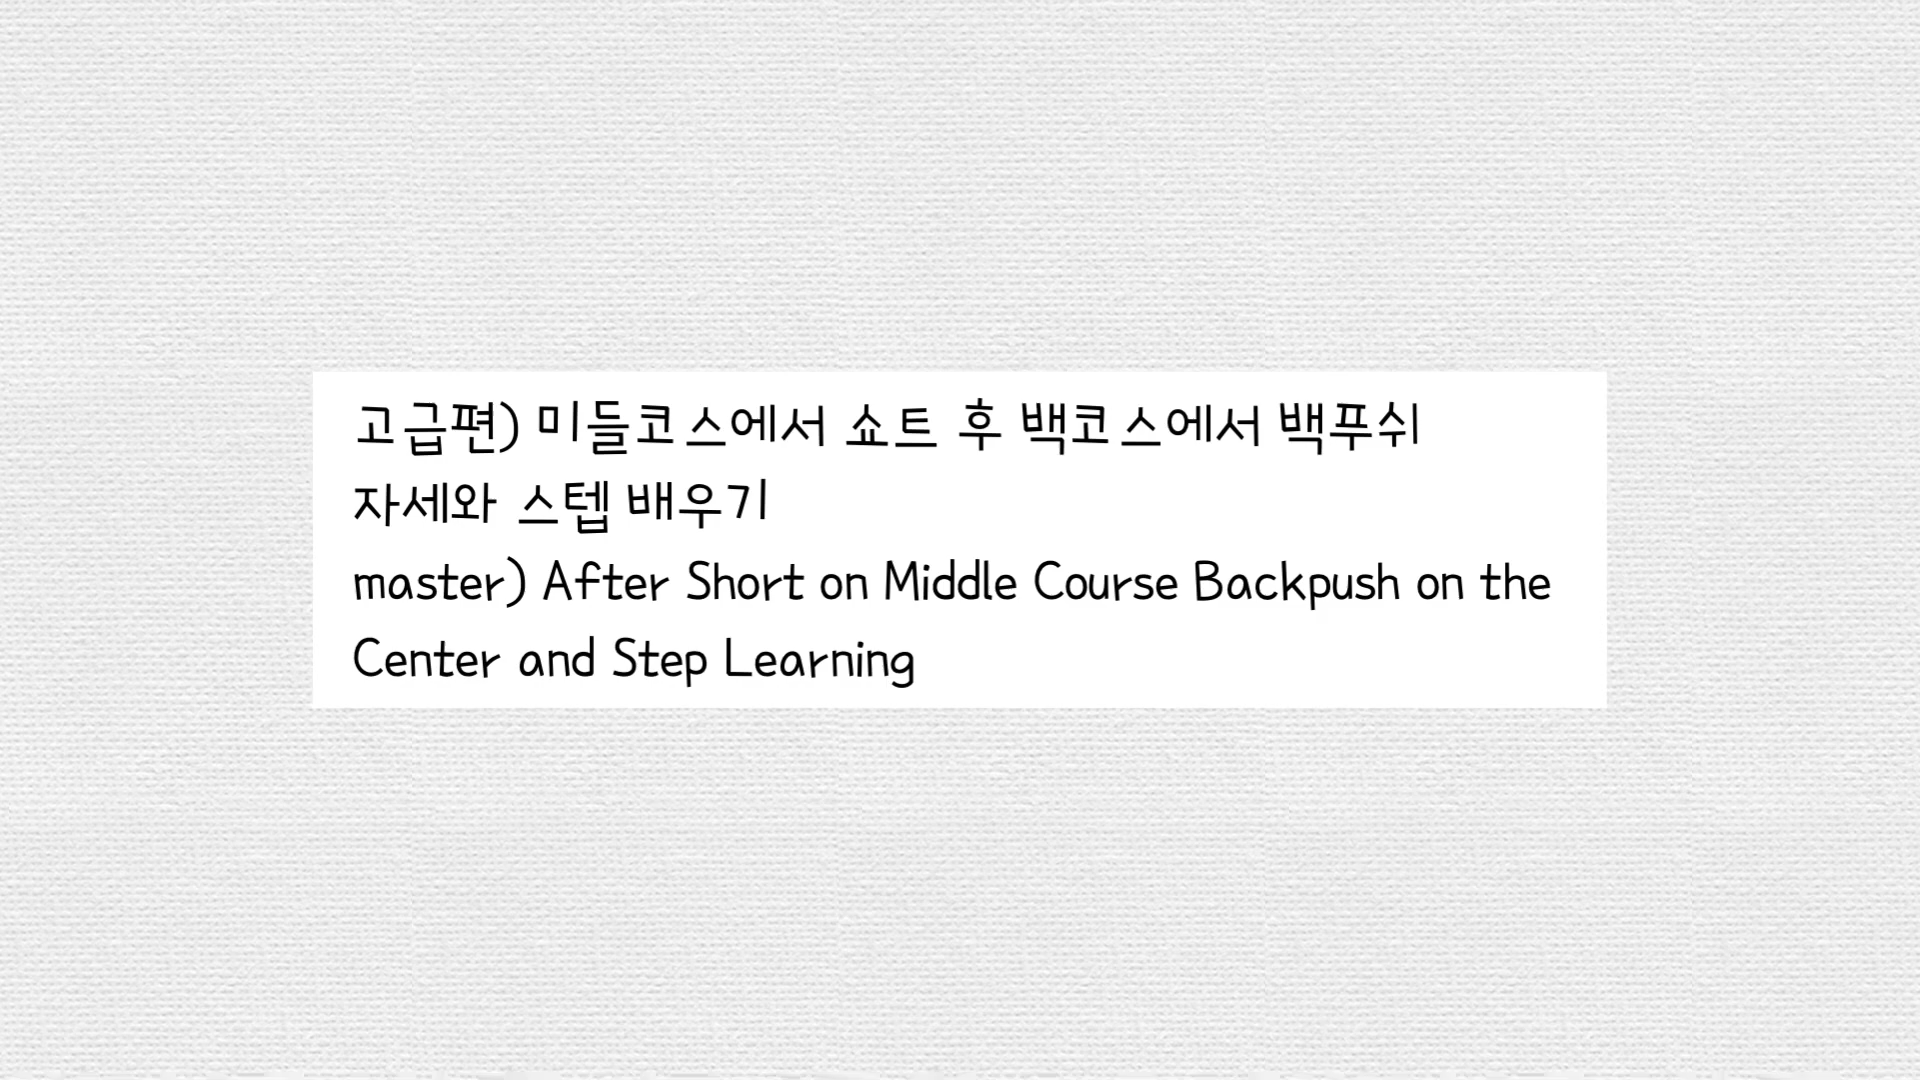 고급편) 미들코스에서 쇼트 후 백코스에서 백푸쉬
자세와 스텝 배우기
master) After Short on Middle Course Backpush on the
Center and Step Learning